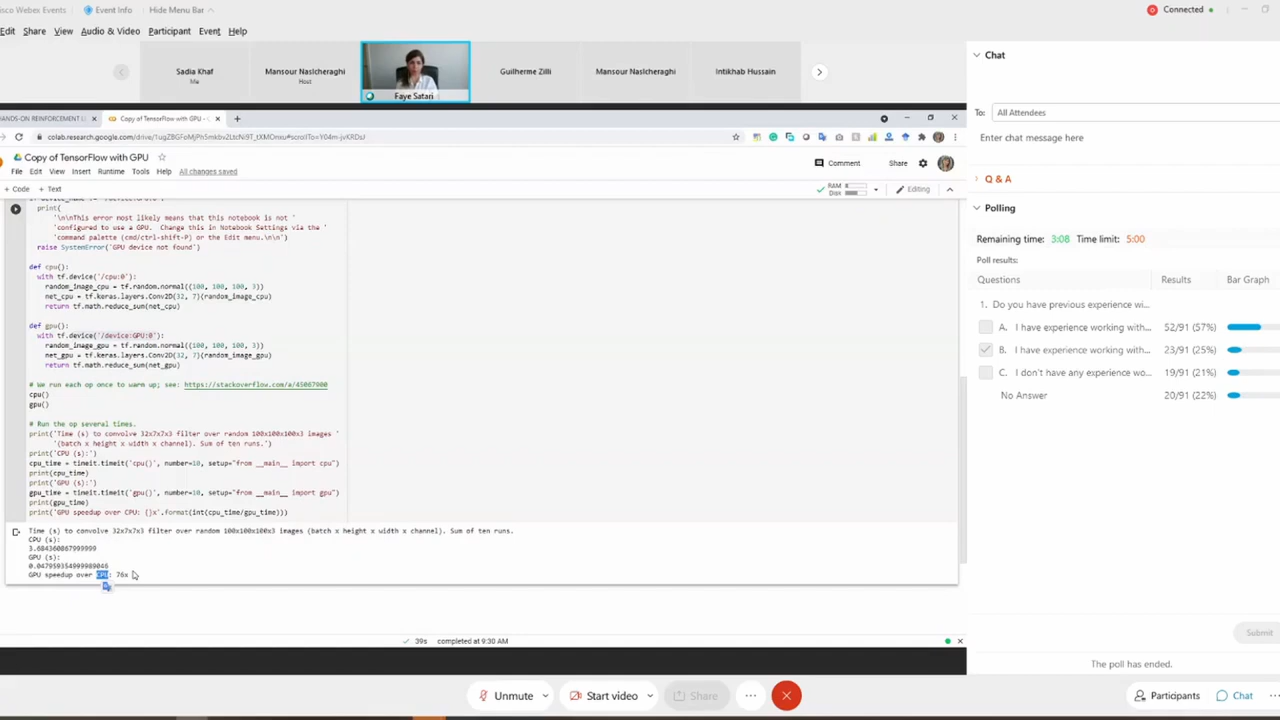 isco Webex Events
Event Info
Hide Menu Bar
Connected
Edit Share View Audio & Video Participant Event Help
Sadia Khaf
Me
Mansour Naslcheraghi
Host
Faye Safari
Guilherme Zilli
Mansour Naslcheraghi
Intikhab Hussain
HANDS-ON REINFORCEMENT L
Copy of TensorFlow with GPU -
Copy of TensorFlow with GPU
File Edit View Insert Runtime Tools Help All changes saved
Comment Share
+ Code + Text
RAM
Disk
Editing
print(
'\n\nThis error most likely means that this notebook is not '
'configured to use a GPU. Change this in Notebook Settings via the '
'command palette (cmd/ctrl-shift-P) or the Edit menu.\n\n')
raise SystemError('GPU device not found')
def cpu():
with tf.device('/cpu:0'):
random_image_cpu = tf.random.normal((100, 100, 100, 3))
net_cpu = tf.keras.layers.Conv2D(32, 7)(random_image_cpu)
return tf.math.reduce_sum(net_cpu)
def gpu():
with tf.device('/device:GPU:0'):
random_image_gpu = tf.random.normal((100, 100, 100, 3))
net_gpu = tf.keras.layers.Conv2D(32, 7)(random_image_gpu)
return tf.math.reduce_sum(net_gpu)
# We run each op once to warm up; see: https://stackoverflow.com/a/45067900
cpu()
gpu()
# Run the op several times.
print('Time (s) to convolve 32x7x7x3 filter over random 100x100x100x3 images '
'(batch x height x width x channel). Sum of ten runs.')
print('CPU (s):')
cpu_time = timeit.timeit('cpu()', number=10, setup="from __main__ import cpu")
print(cpu_time)
print('GPU (s):')
gpu_time = timeit.timeit('gpu()', number=10, setup="from __main__ import gpu")
print(gpu_time)
print('GPU speedup over CPU: {}x'.format(int(cpu_time/gpu_time)))
Time (s) to convolve 32x7x7x3 filter over random 100x100x100x3 images (batch x height x width x channel). Sum of ten runs.
CPU (s):
3.684360867999999
GPU (s):
0.047959354999989046
GPU speedup over CPU: 76x
39s completed at 9:30 AM
Chat
To: All Attendees
Enter chat message here
Q & A
Polling
Remaining time: 3:08 Time limit: 5:00
Poll results:
Questions Results Bar Graph
1. Do you have previous experience wi...
A. I have experience working with... 52/91 (57%)
B. I have experience working with... 23/91 (25%)
C. I don't have any experience wo... 19/91 (21%)
No Answer 20/91 (22%)
Submit
The poll has ended.
Unmute
Start video
Share
Participants
Chat